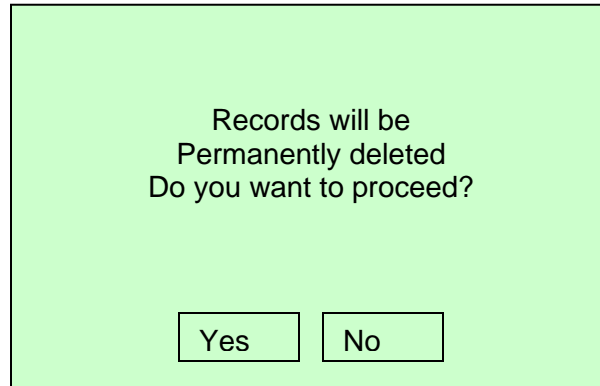 Records will be
Permanently deleted
Do you want to proceed?
Yes No